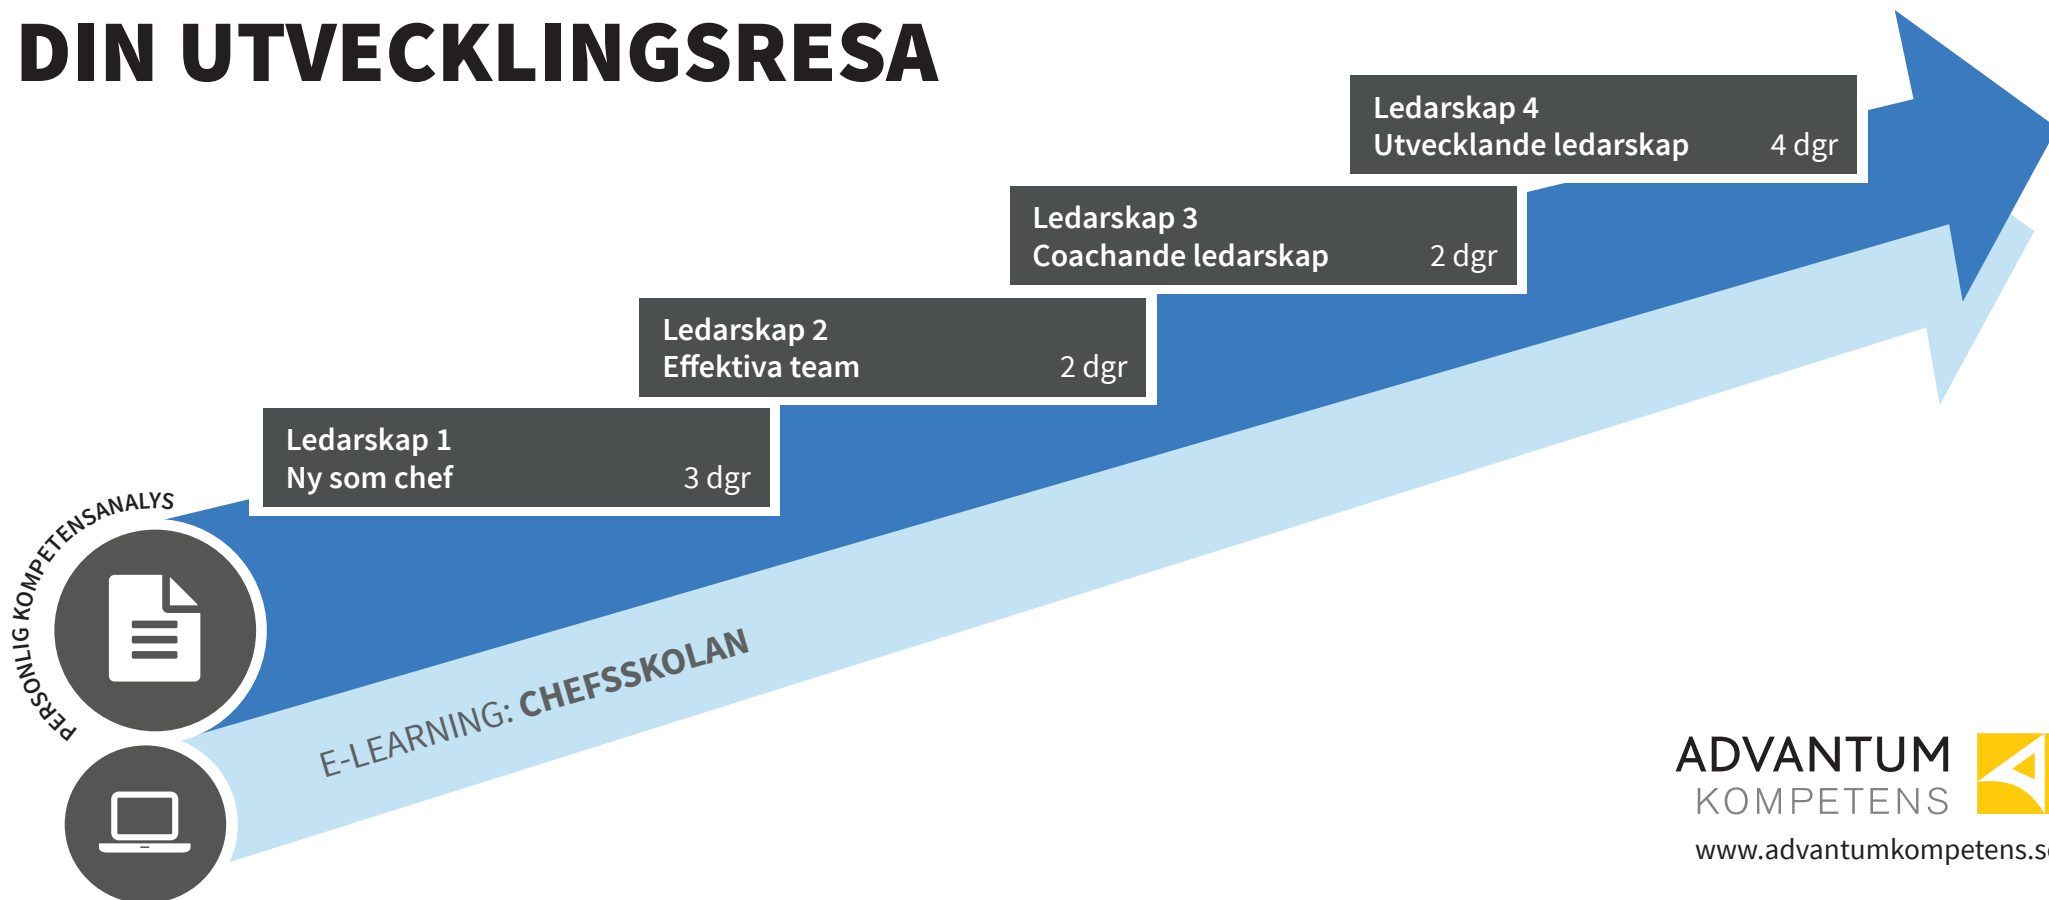 DIN UTVECKLINGSRESA
Ledarskap 4
Utvecklande ledarskap 4 dgr
Ledarskap 3
Coachande ledarskap 2 dgr
Ledarskap 2
Effektiva team 2 dgr
Ledarskap 1
Ny som chef 3 dgr
PERSONLIG KOMPETENSANALYS
E-LEARNING: CHEFSSKOLAN
ADVANTUM
KOMPETENS
www.advantumkompetens.se